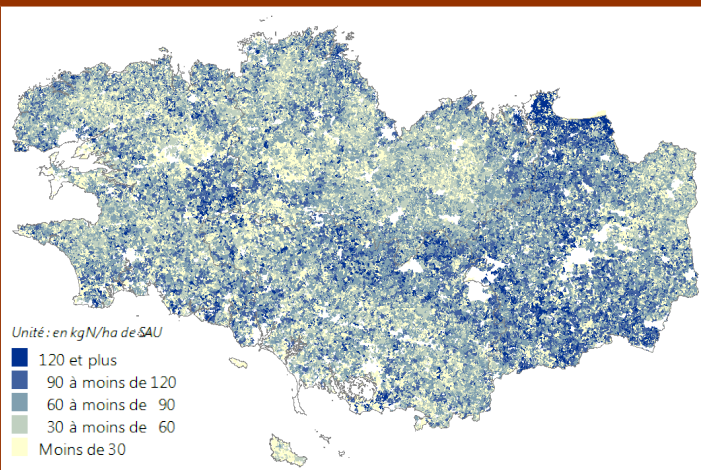 Unité : en kgN/ha de SAU
120 et plus
90 à moins de 120
60 à moins de 90
30 à moins de 60
Moins de 30